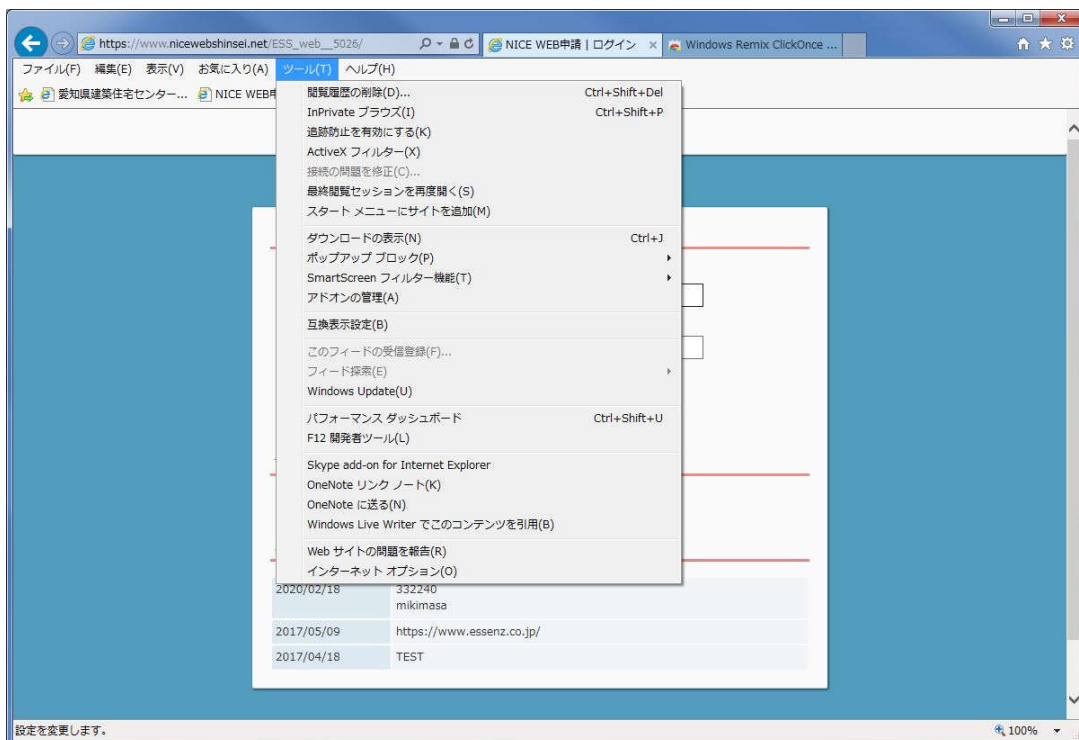 https://www.nicewebshinsei.net/ESS_web__5026/
NICE WEB申請 | ログイン
Windows Remix ClickOnce ...
ファイル(F) 編集(E) 表示(V) お気に入り(A) ツール(T) ヘルプ(H)
愛知県建築住宅センター... NICE WEB申
閲覧履歴の削除(D)... Ctrl+Shift+Del
InPrivate ブラウズ(I) Ctrl+Shift+P
追跡防止を有効にする(K)
ActiveX フィルター(X)
接続の問題を修正(C)...
最終閲覧セッションを再度開く(S)
スタート メニューにサイトを追加(M)
ダウンロードの表示(N) Ctrl+J
ポップアップ ブロック(P)
SmartScreen フィルター機能(T)
アドオンの管理(A)
互換表示設定(B)
このフィードの受信登録(F)...
フィード探索(E)
Windows Update(U)
パフォーマンス ダッシュボード Ctrl+Shift+U
F12 開発者ツール(L)
Skype add-on for Internet Explorer
OneNote リンク ノート(K)
OneNote に送る(N)
Windows Live Writer でこのコンテンツを引用(B)
Web サイトの問題を報告(R)
インターネット オプション(O)
2020/02/18 332240
mikimasa
2017/05/09 https://www.essenz.co.jp/
2017/04/18 TEST
設定を変更します。 100%